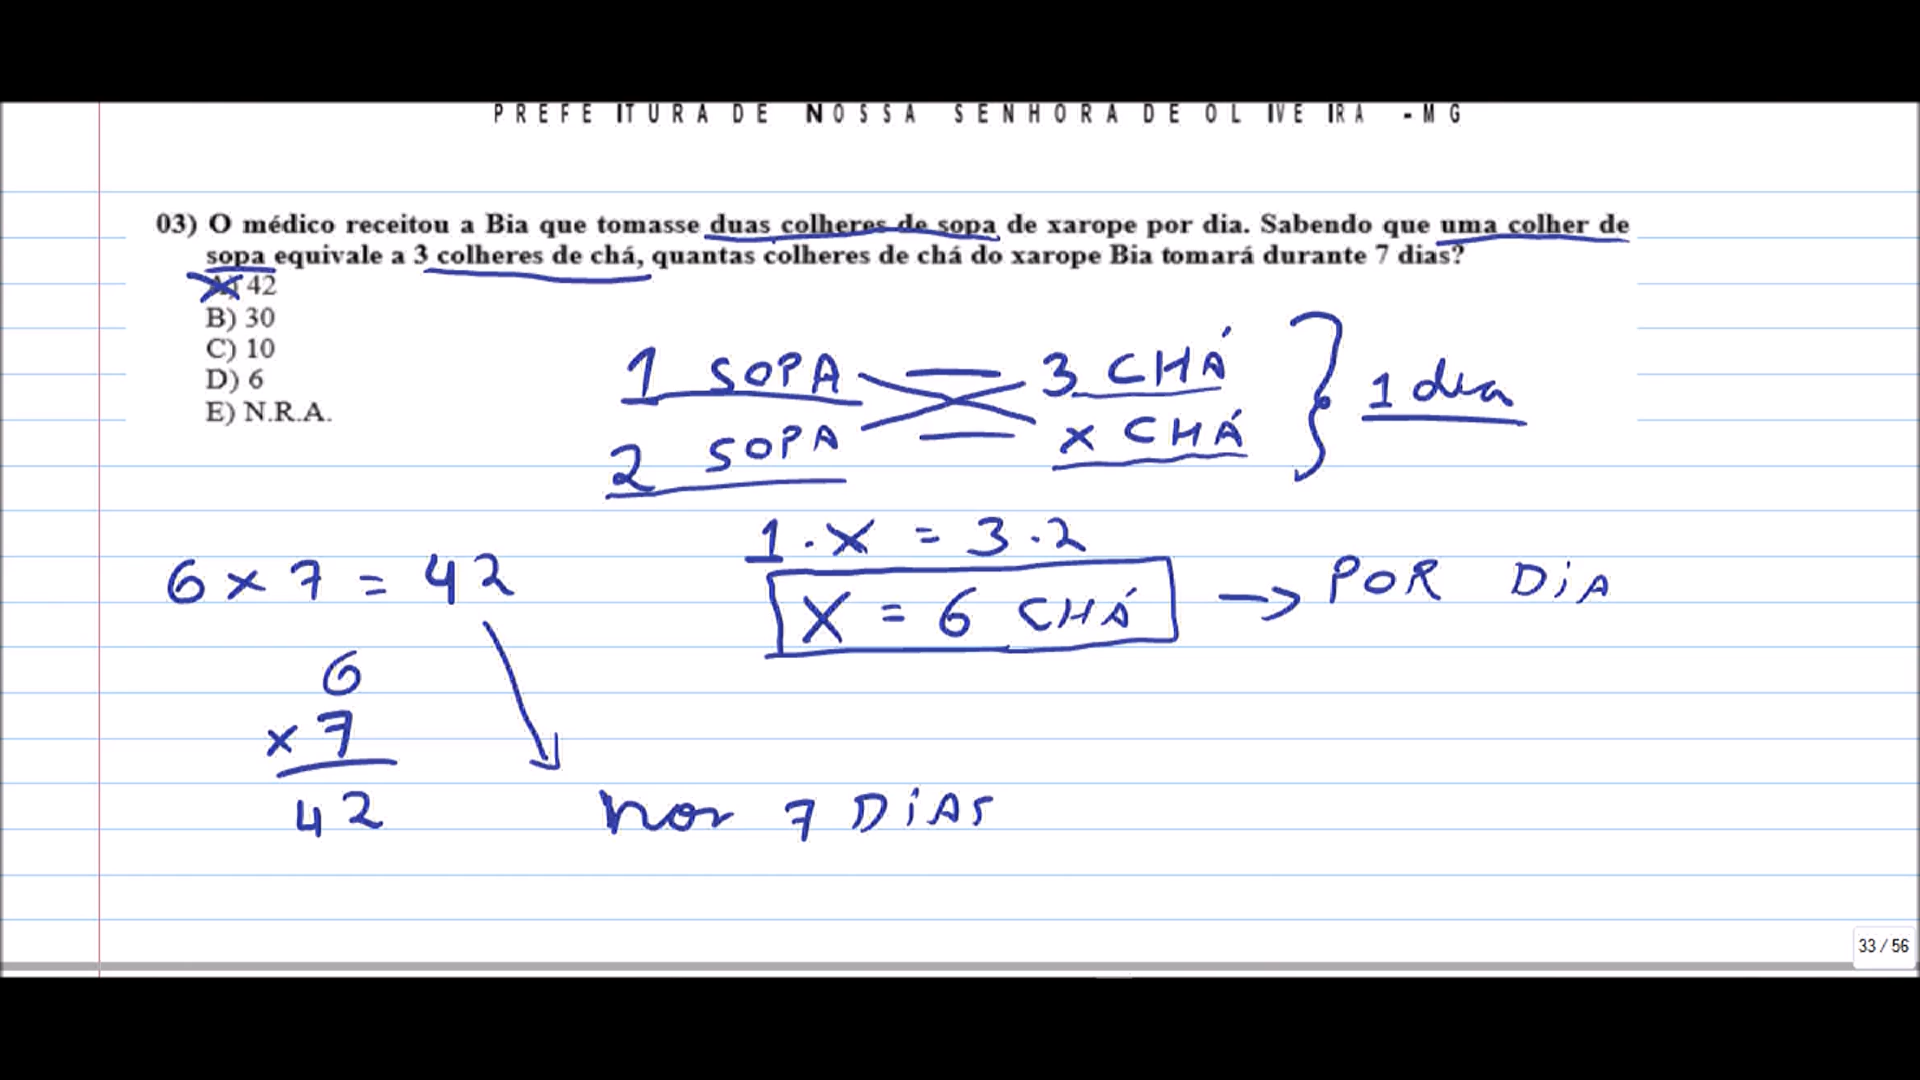 PREFEITURA DE NOSSA SENHORA DE OLIVEIRA - MG
03) O médico receitou a Bia que tomasse duas colheres de sopa de xarope por dia. Sabendo que uma colher de
sopa equivale a 3 colheres de chá, quantas colheres de chá do xarope Bia tomará durante 7 dias?
A) 42
B) 30
C) 10
D) 6
E) N.R.A.
1 SOPA 3 CHÁ
2 SOPA x CHÁ
1 dia
1 . X = 3 . 2
X = 6 CHÁ → POR DIA
6 x 7 = 42
6
x 7
42
por 7 DIAS
33 / 56